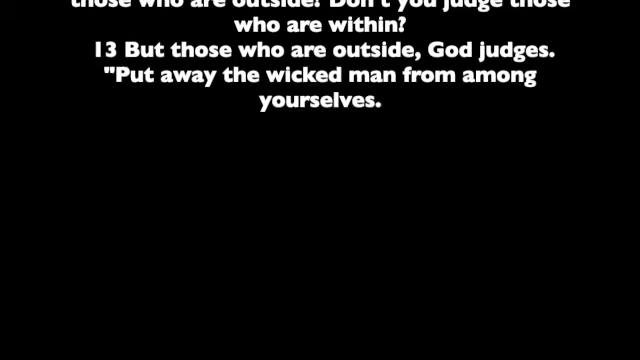 those who are outside? Don't you judge those
who are within?
13 But those who are outside, God judges.
"Put away the wicked man from among
yourselves.